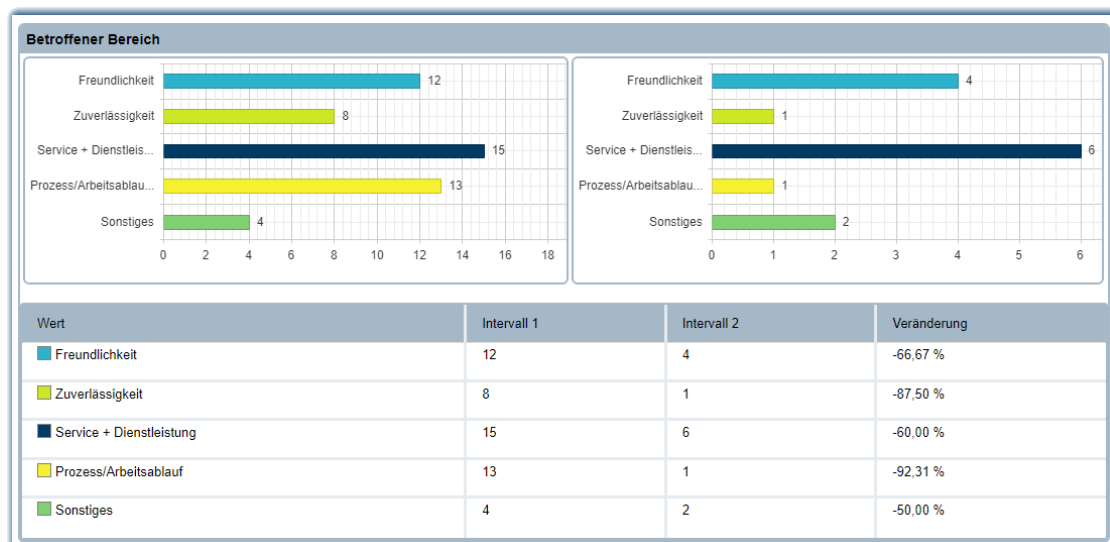 Betroffener Bereich
Freundlichkeit 12
Zuverlässigkeit 8
Service + Dienstleis... 15
Prozess/Arbeitsablau... 13
Sonstiges 4
0 2 4 6 8 10 12 14 16 18
Freundlichkeit 4
Zuverlässigkeit 1
Service + Dienstleis... 6
Prozess/Arbeitsablau... 1
Sonstiges 2
0 1 2 3 4 5 6
Wert Intervall 1 Intervall 2 Veränderung
Freundlichkeit 12 4 -66,67 %
Zuverlässigkeit 8 1 -87,50 %
Service + Dienstleistung 15 6 -60,00 %
Prozess/Arbeitsablauf 13 1 -92,31 %
Sonstiges 4 2 -50,00 %